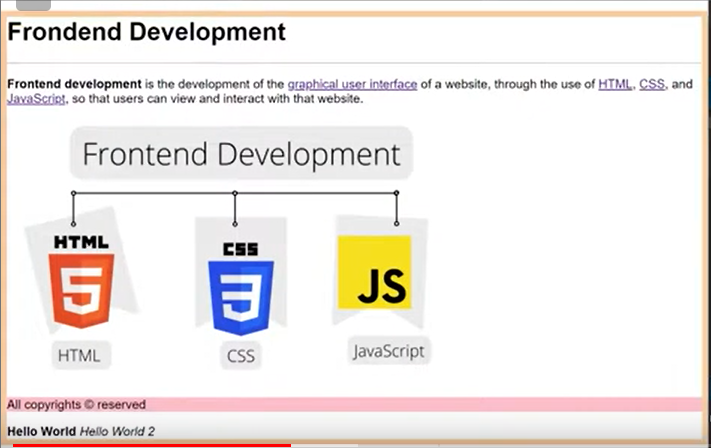 Frondend Development
Frontend development is the development of the graphical user interface of a website, through the use of HTML, CSS, and
JavaScript, so that users can view and interact with that website.
Frontend Development
HTML
5
CSS
3
JS
HTML
CSS
JavaScript
All copyrights © reserved
Hello World Hello World 2